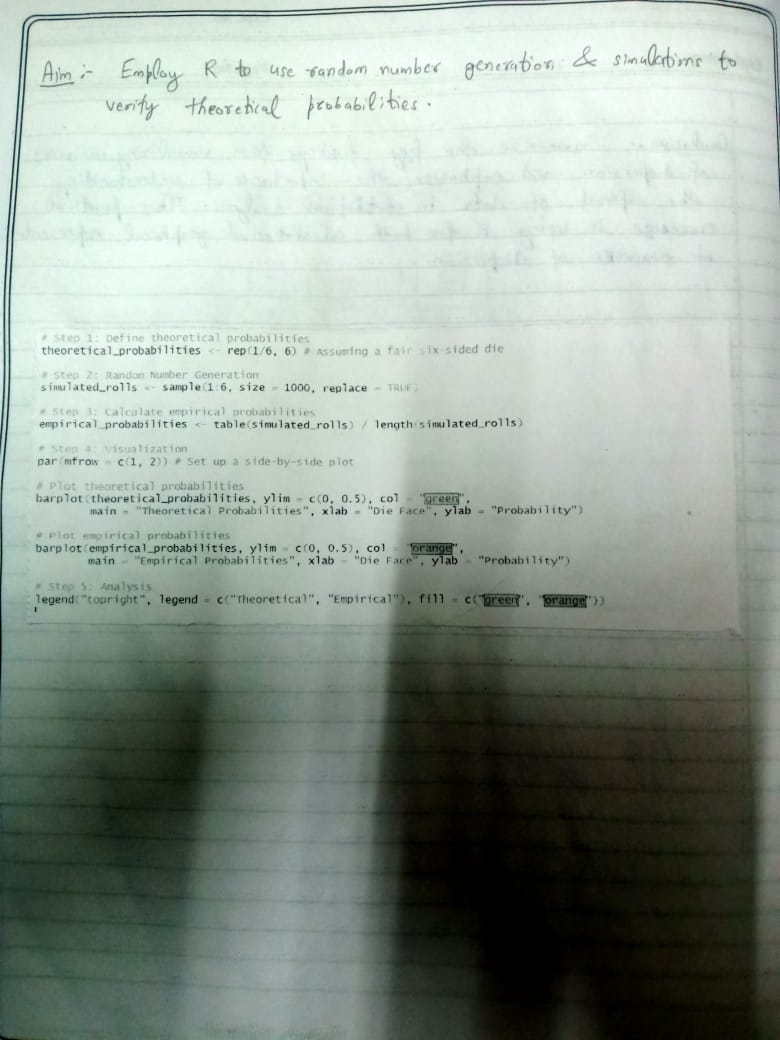 Aim :- Employ R to use random number generation & simulations to
verify theoretical probabilities.
# Step 1: Define theoretical probabilities
theoretical_probabilities <- rep(1/6, 6) # Assuming a fair six-sided die
# Step 2: Random Number Generation
simulated_rolls <- sample(1:6, size = 1000, replace = TRUE)
# Step 3: Calculate empirical probabilities
empirical_probabilities <- table(simulated_rolls) / length(simulated_rolls)
# Step 4: Visualization
par(mfrow = c(1, 2)) # Set up a side-by-side plot
# Plot theoretical probabilities
barplot(theoretical_probabilities, ylim = c(0, 0.5), col = "green",
main = "Theoretical Probabilities", xlab = "Die Face", ylab = "Probability")
# Plot empirical probabilities
barplot(empirical_probabilities, ylim = c(0, 0.5), col = "orange",
main = "Empirical Probabilities", xlab = "Die Face", ylab = "Probability")
# Step 5: Analysis
legend("topright", legend = c("Theoretical", "Empirical"), fill = c("green", "orange"))